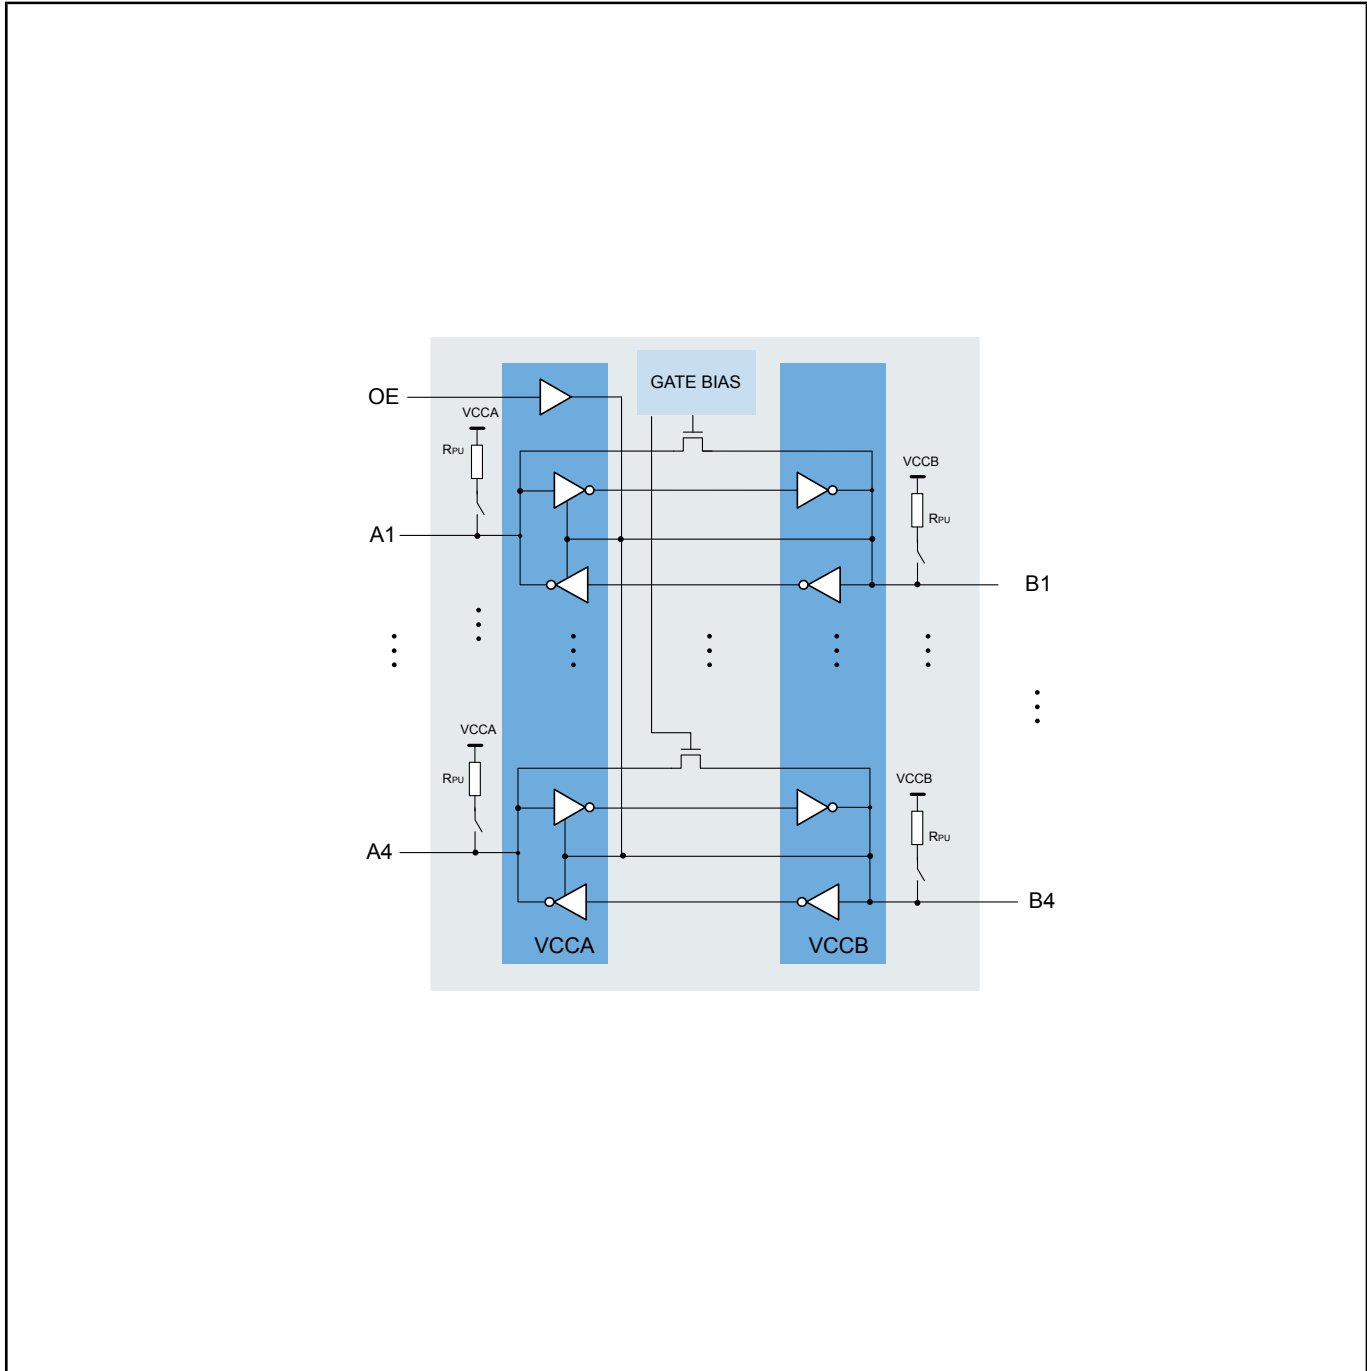 GATE BIAS
OE
VCCA
RPU
VCCB
RPU
A1
B1
VCCA
RPU
VCCB
RPU
A4
B4
VCCA
VCCB